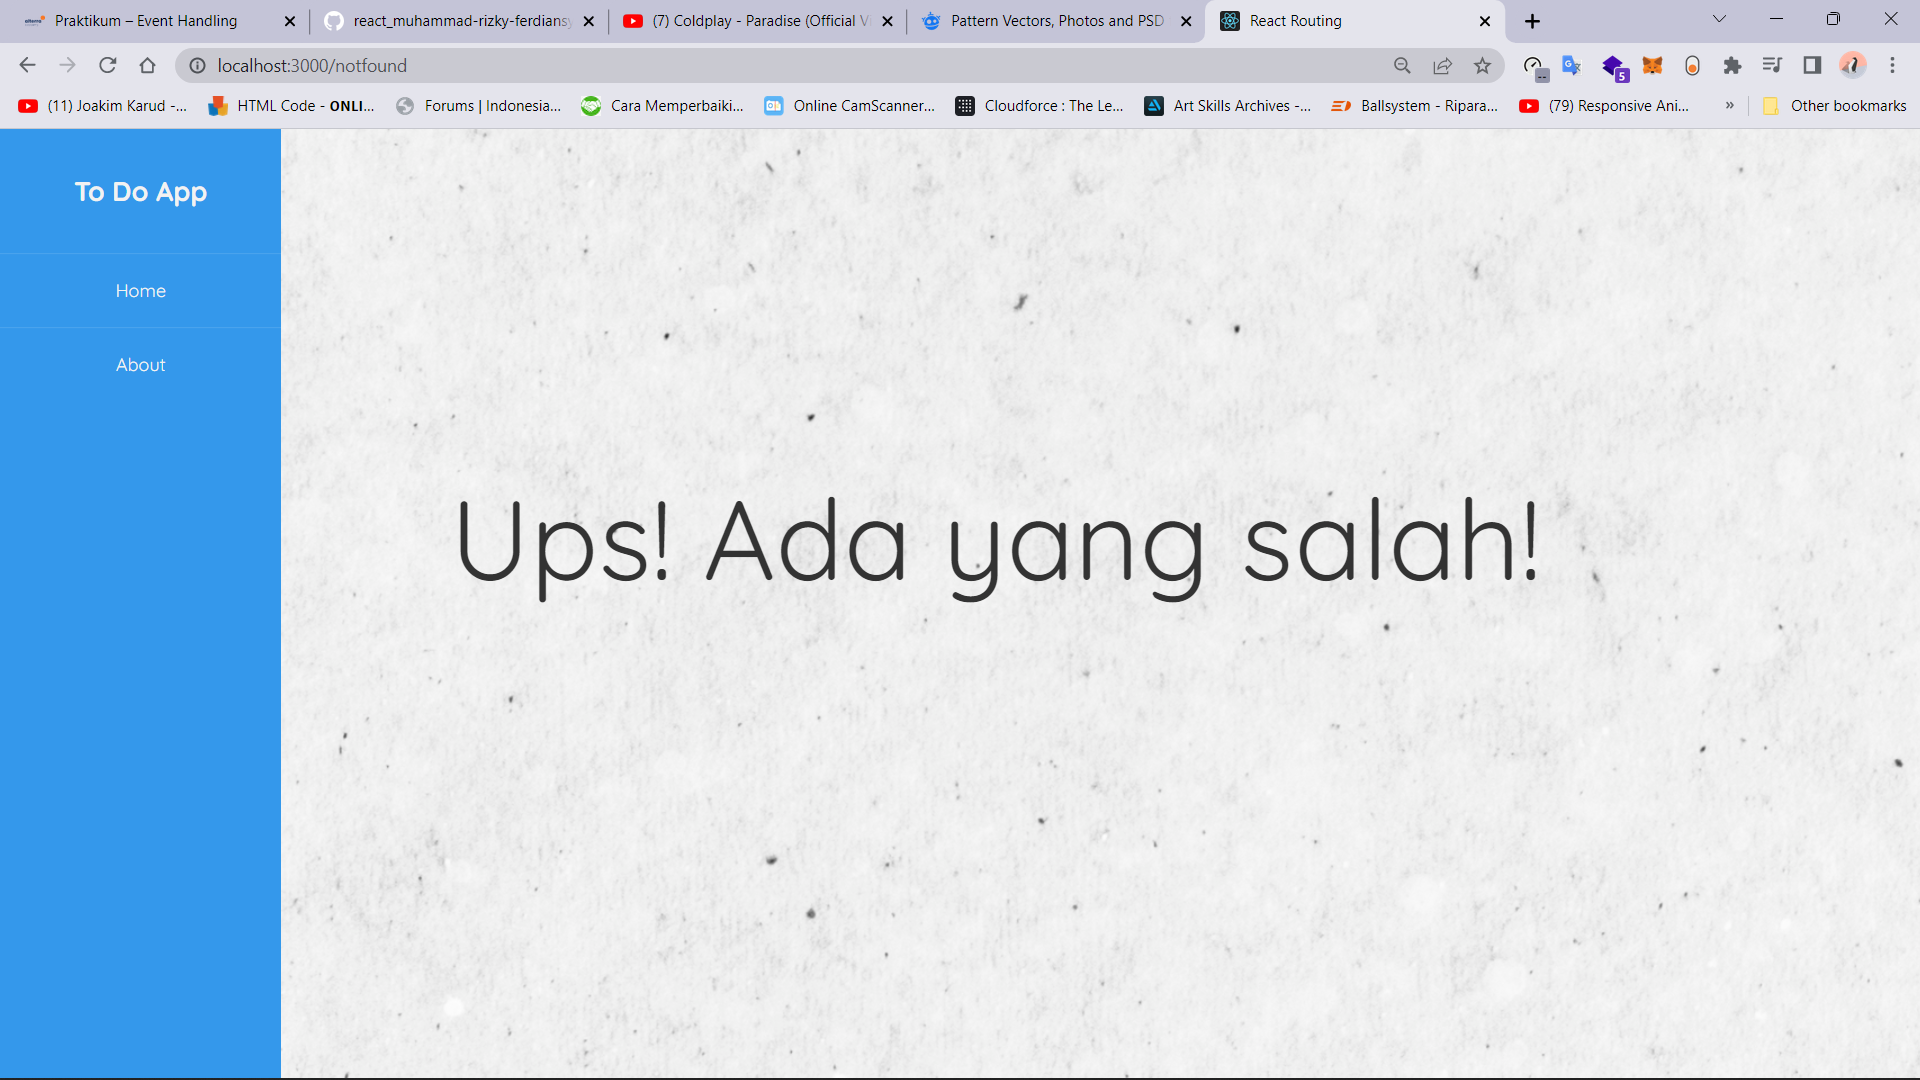 Praktikum – Event Handling
react_muhammad-rizky-ferdians
(7) Coldplay - Paradise (Official Vi
Pattern Vectors, Photos and PSD
React Routing
localhost:3000/notfound
5
(11) Joakim Karud -...
HTML Code - ONLI...
Forums | Indonesia...
Cara Memperbaiki...
Online CamScanner...
Cloudforce : The Le...
Art Skills Archives -...
Ballsystem - Ripara...
(79) Responsive Ani...
»
Other bookmarks
To Do App
Home
About
Ups! Ada yang salah!